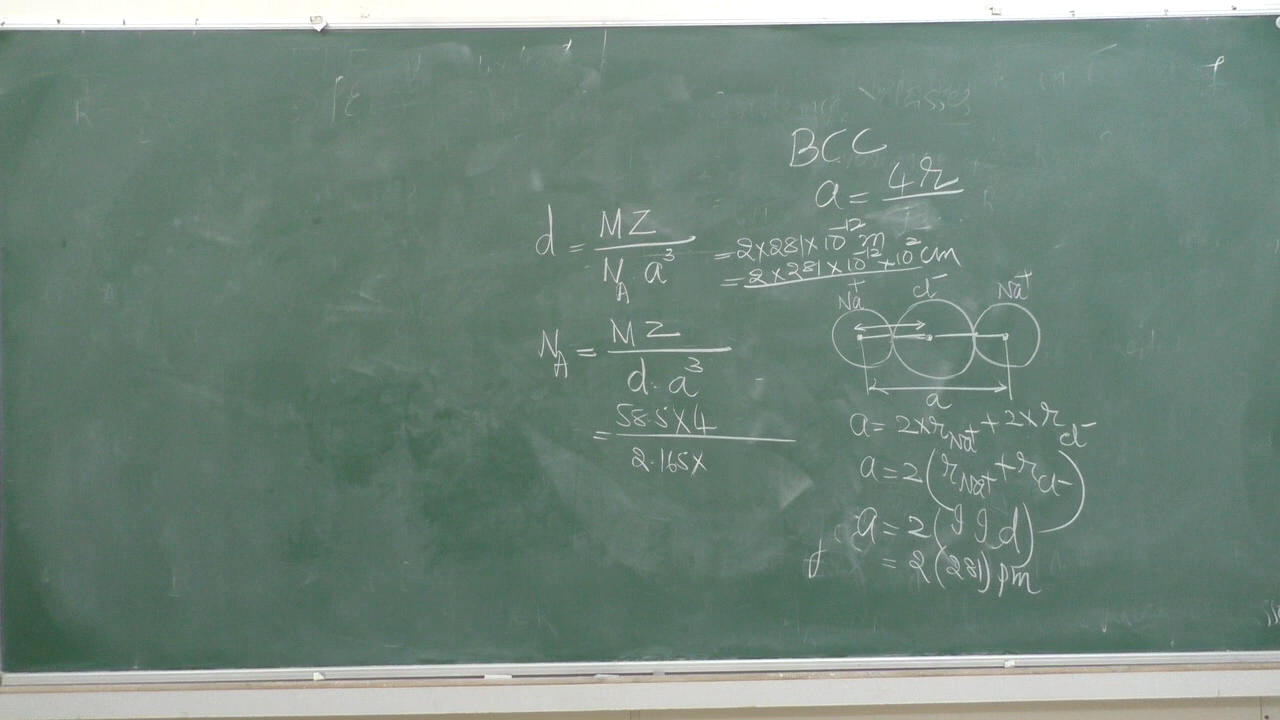 BCC
a = 4r
d = MZ / N_A a³
= 2×281×10⁻¹² m
= 2×281×10⁻¹²×10² cm
Na⁺ Cl⁻ Na⁺
N_A = MZ / d. a³
a
= 58.5×4 / 2.165×
a = 2×r_Na⁺ + 2×r_Cl⁻
a = 2(r_Na⁺ + r_Cl⁻)
a = 2(I I d)
= 2(281) pm